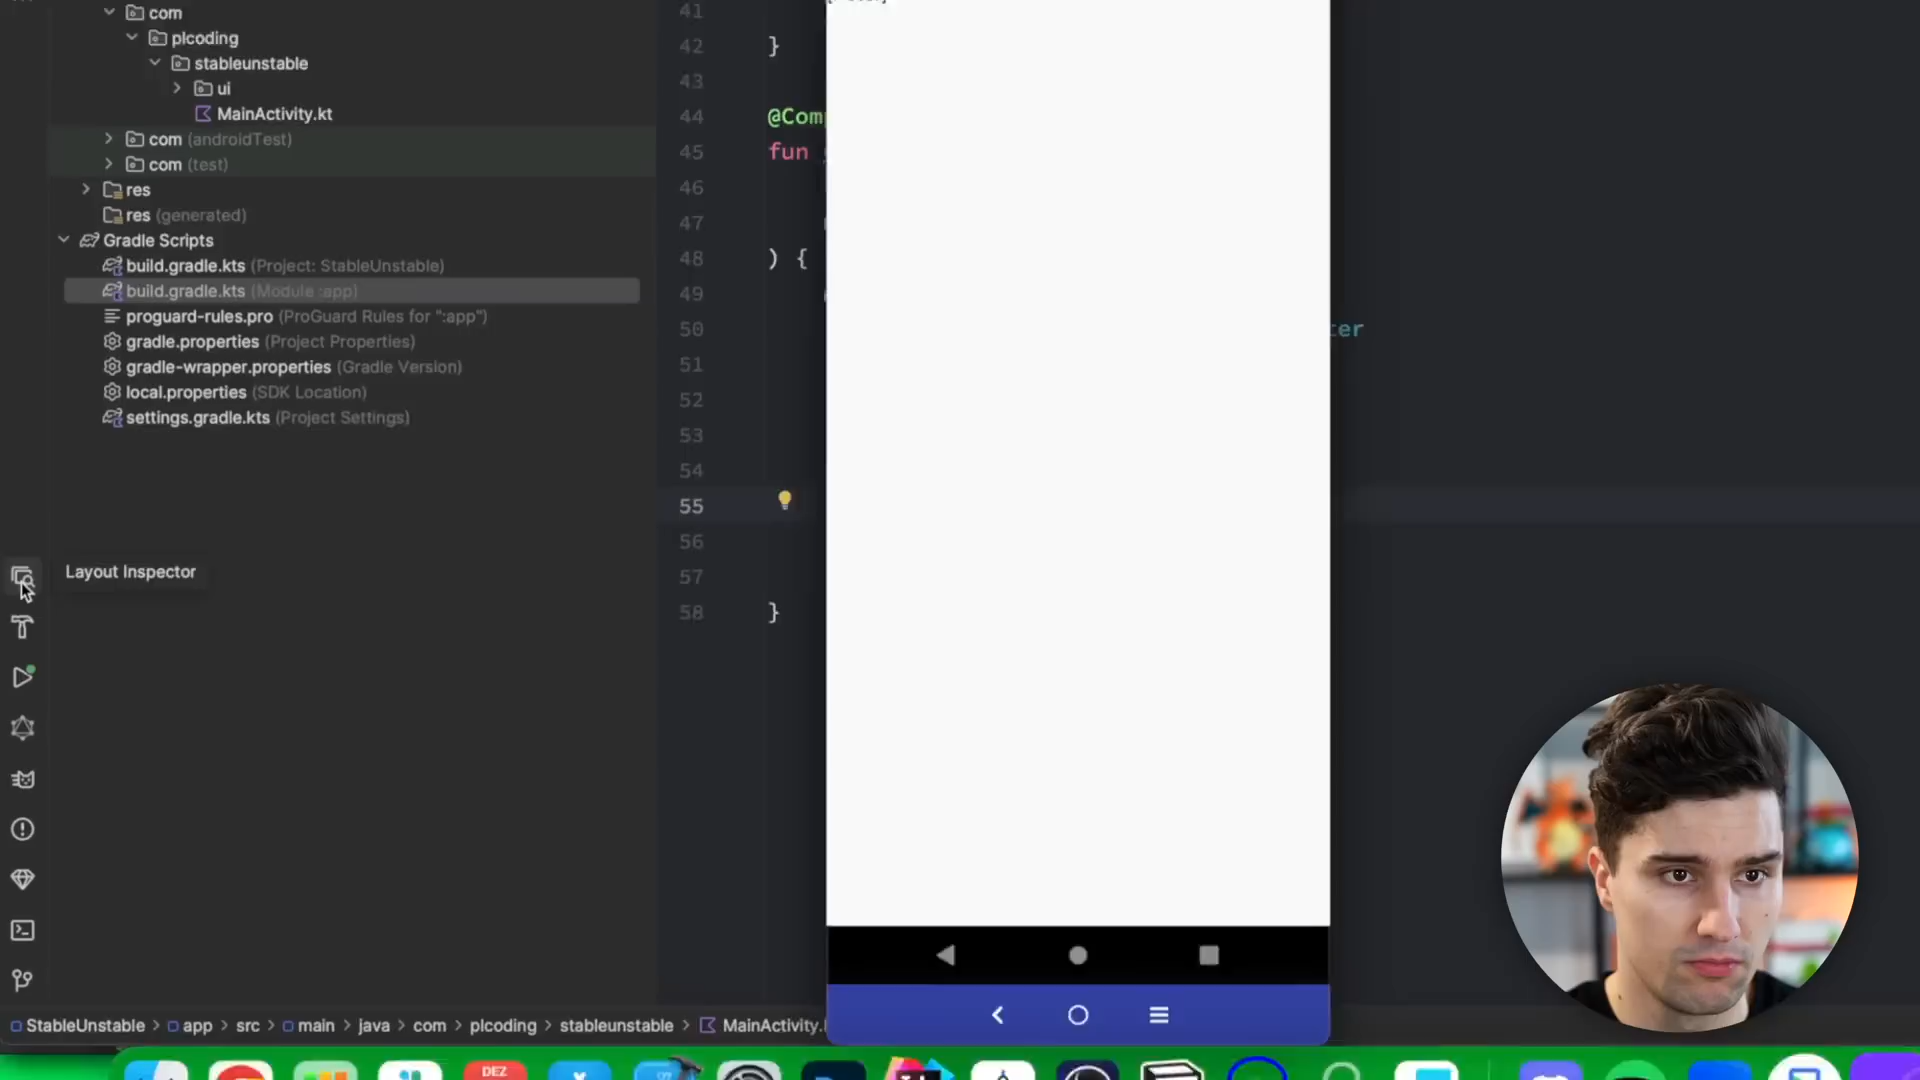 com
plcoding
stableunstable
ui
MainActivity.kt
com (androidTest)
com (test)
res
res (generated)
Gradle Scripts
build.gradle.kts (Project: StableUnstable)
build.gradle.kts (Module :app)
proguard-rules.pro (ProGuard Rules for ":app")
gradle.properties (Project Properties)
gradle-wrapper.properties (Gradle Version)
local.properties (SDK Location)
settings.gradle.kts (Project Settings)
Layout Inspector
41
42 }
43
44 @Comp
45 fun
46
47
48 ) {
49
50 ter
51
52
53
54
55
56
57
58 }
StableUnstable > app > src > main > java > com > plcoding > stableunstable > MainActivity.
DEZ